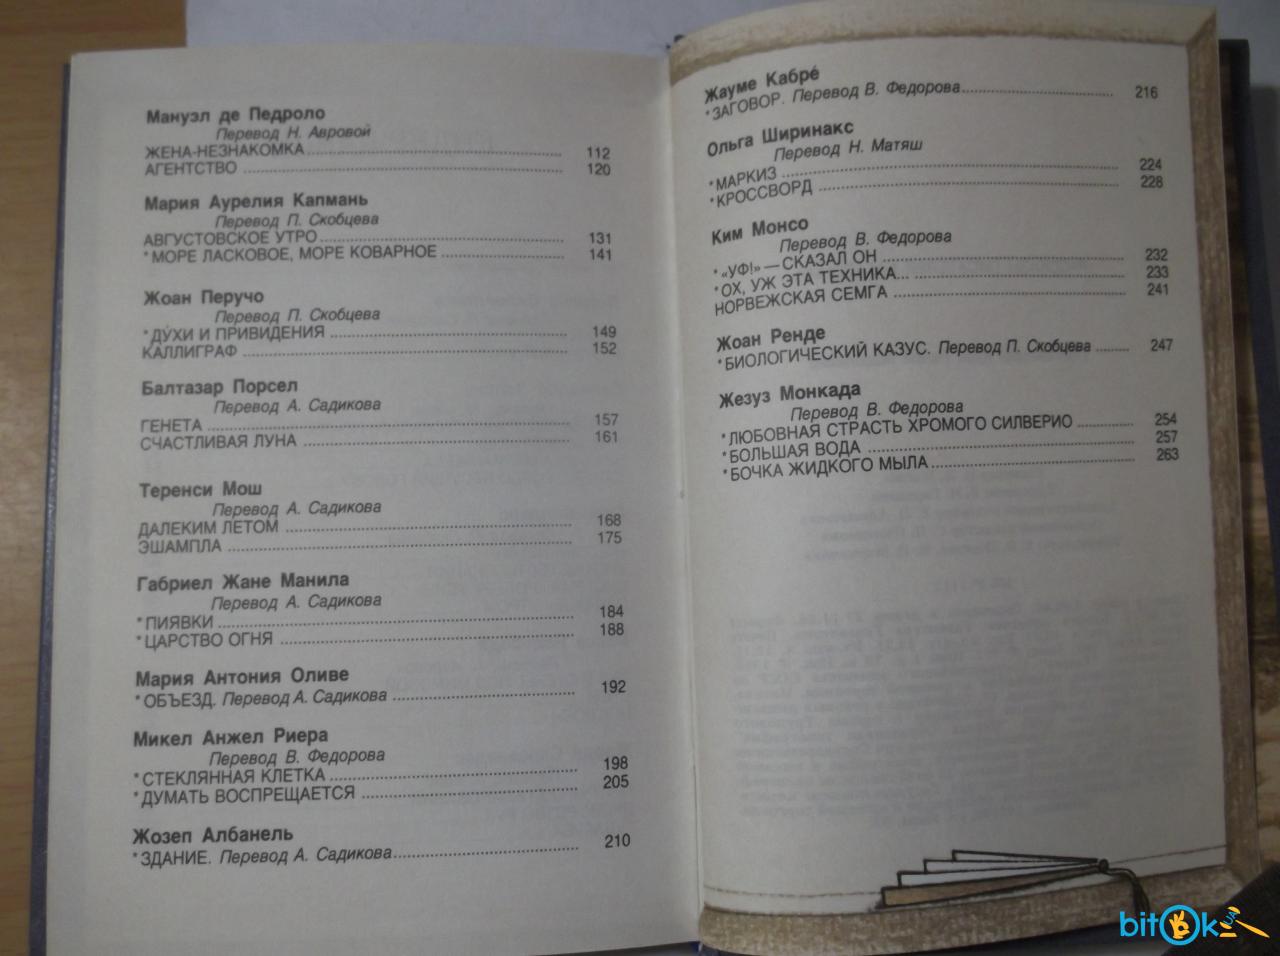 Мануэл де Педроло
Перевод Н. Авровой
ЖЕНА-НЕЗНАКОМКА ........ 112
АГЕНТСТВО ........ 120
Мария Аурелия Капмань
Перевод П. Скобцева
АВГУСТОВСКОЕ УТРО ........ 131
*МОРЕ ЛАСКОВОЕ, МОРЕ КОВАРНОЕ ........ 141
Жоан Перучо
Перевод П. Скобцева
*ДУ́ХИ И ПРИВИДЕНИЯ ........ 149
КАЛЛИГРАФ ........ 152
Балтазар Порсел
Перевод А. Садикова
ГЕНЕТА ........ 157
СЧАСТЛИВАЯ ЛУНА ........ 161
Теренси Мош
Перевод А. Садикова
ДАЛЕКИМ ЛЕТОМ ........ 168
ЭШАМПЛА ........ 175
Габриел Жане Манила
Перевод А. Садикова
*ПИЯВКИ ........ 184
*ЦАРСТВО ОГНЯ ........ 188
Мария Антония Оливе
*ОБЪЕЗД. Перевод А. Садикова ........ 192
Микел Анжел Риера
Перевод В. Федорова
*СТЕКЛЯННАЯ КЛЕТКА ........ 198
*ДУМАТЬ ВОСПРЕЩАЕТСЯ ........ 205
Жозеп Албанель
*ЗДАНИЕ. Перевод А. Садикова ........ 210
Жауме Кабре́
*ЗАГОВОР. Перевод В. Федорова ........ 216
Ольга Ширинакс
Перевод Н. Матяш
*МАРКИЗ ........ 224
*КРОССВОРД ........ 228
Ким Монсо
Перевод В. Федорова
*«УФ!» — СКАЗАЛ ОН ........ 232
*ОХ, УЖ ЭТА ТЕХНИКА... ........ 233
НОРВЕЖСКАЯ СЕМГА ........ 241
Жоан Ренде
*БИОЛОГИЧЕСКИЙ КАЗУС. Перевод П. Скобцева ........ 247
Жезуз Монкада
Перевод В. Федорова
*ЛЮБОВНАЯ СТРАСТЬ ХРОМОГО СИЛВЕРИО ........ 254
*БОЛЬШАЯ ВОДА ........ 257
*БОЧКА ЖИДКОГО МЫЛА ........ 263
bitOk UA